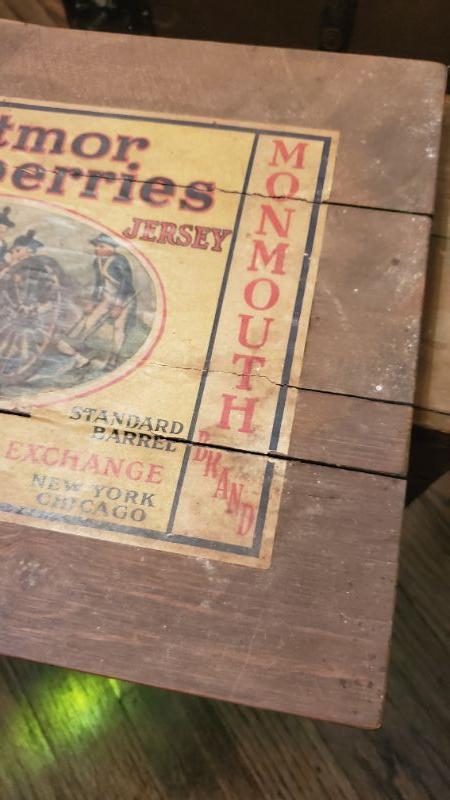 tmor
berries
JERSEY
STANDARD
BARREL
EXCHANGE
NEW YORK
CHICAGO
MONMOUTH
BRAND